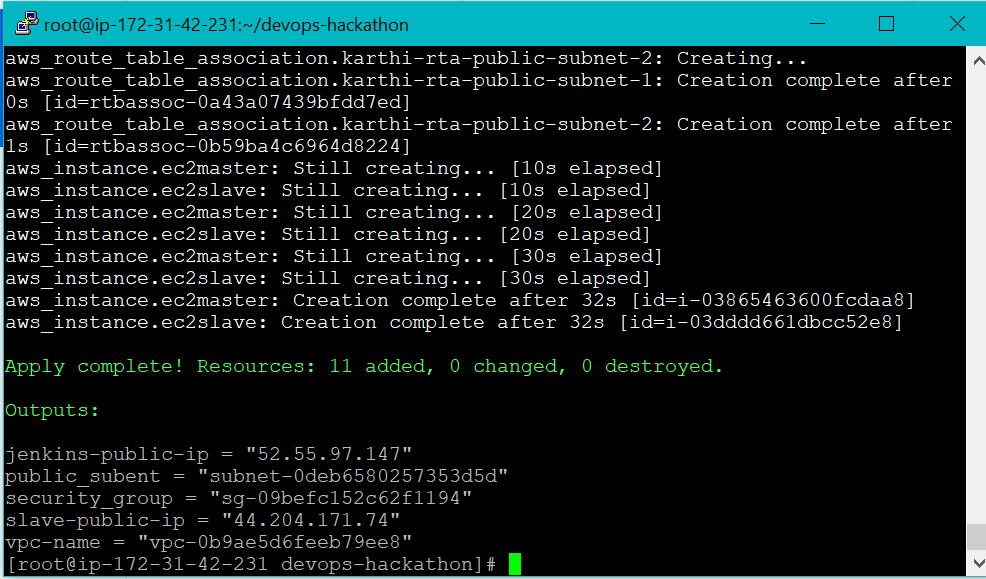 root@ip-172-31-42-231:~/devops-hackathon
aws_route_table_association.karthi-rta-public-subnet-2: Creating...
aws_route_table_association.karthi-rta-public-subnet-1: Creation complete after
0s [id=rtbassoc-0a43a07439bfdd7ed]
aws_route_table_association.karthi-rta-public-subnet-2: Creation complete after
1s [id=rtbassoc-0b59ba4c6964d8224]
aws_instance.ec2master: Still creating... [10s elapsed]
aws_instance.ec2slave: Still creating... [10s elapsed]
aws_instance.ec2master: Still creating... [20s elapsed]
aws_instance.ec2slave: Still creating... [20s elapsed]
aws_instance.ec2master: Still creating... [30s elapsed]
aws_instance.ec2slave: Still creating... [30s elapsed]
aws_instance.ec2master: Creation complete after 32s [id=i-03865463600fcdaa8]
aws_instance.ec2slave: Creation complete after 32s [id=i-03dddd661dbcc52e8]
Apply complete! Resources: 11 added, 0 changed, 0 destroyed.
Outputs:
jenkins-public-ip = "52.55.97.147"
public_subent = "subnet-0deb6580257353d5d"
security_group = "sg-09befc152c62f1194"
slave-public-ip = "44.204.171.74"
vpc-name = "vpc-0b9ae5d6feeb79ee8"
[root@ip-172-31-42-231 devops-hackathon]#